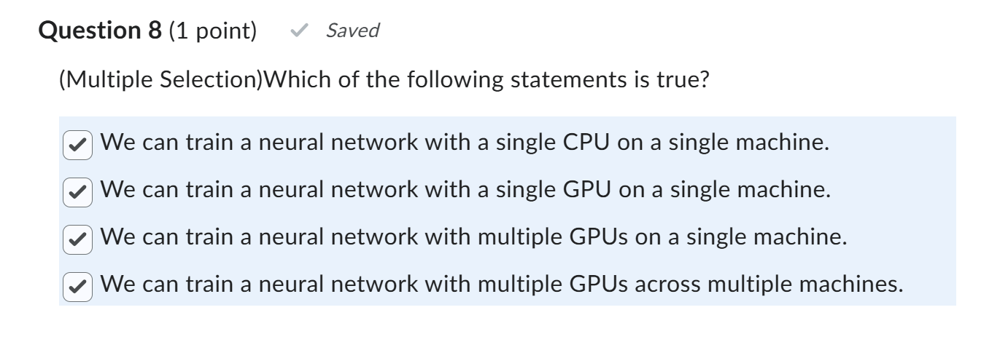 Question 8 (1 point) Saved
(Multiple Selection)Which of the following statements is true?
We can train a neural network with a single CPU on a single machine.
We can train a neural network with a single GPU on a single machine.
We can train a neural network with multiple GPUs on a single machine.
We can train a neural network with multiple GPUs across multiple machines.